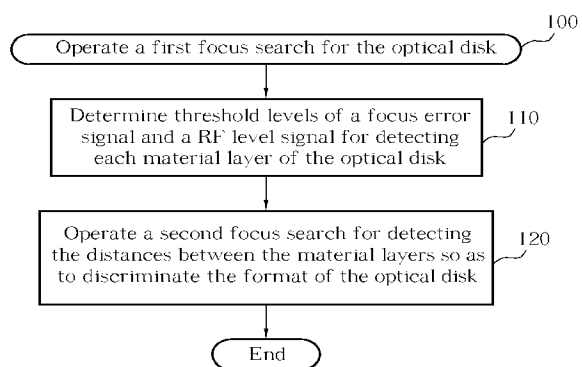 100
Operate a first focus search for the optical disk
Determine threshold levels of a focus error
signal and a RF level signal for detecting
each material layer of the optical disk
110
Operate a second focus search for detecting
the distances between the material layers so as
to discriminate the format of the optical disk
120
End